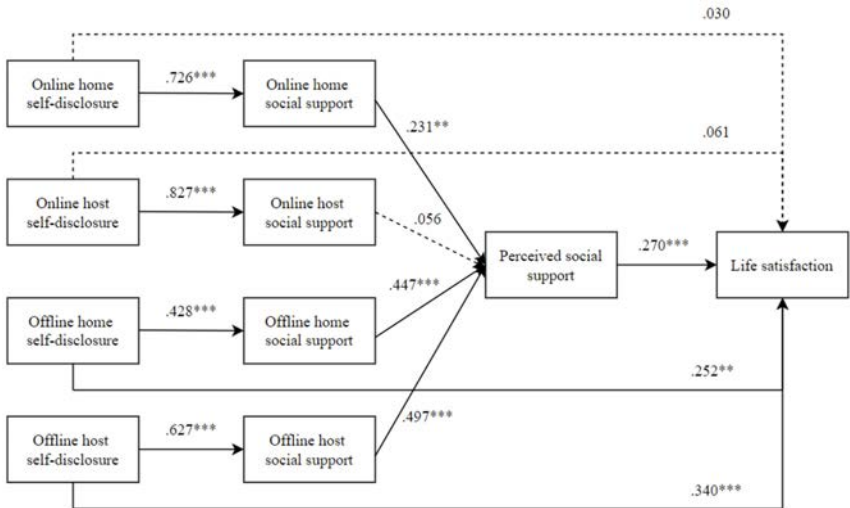 .030
Online home
self-disclosure
.726***
Online home
social support
.231**
.061
Online host
self-disclosure
.827***
Online host
social support
.056
Perceived social
support
.270***
Life satisfaction
Offline home
self-disclosure
.428***
Offline home
social support
.447***
.252**
Offline host
self-disclosure
.627***
Offline host
social support
.497***
.340***